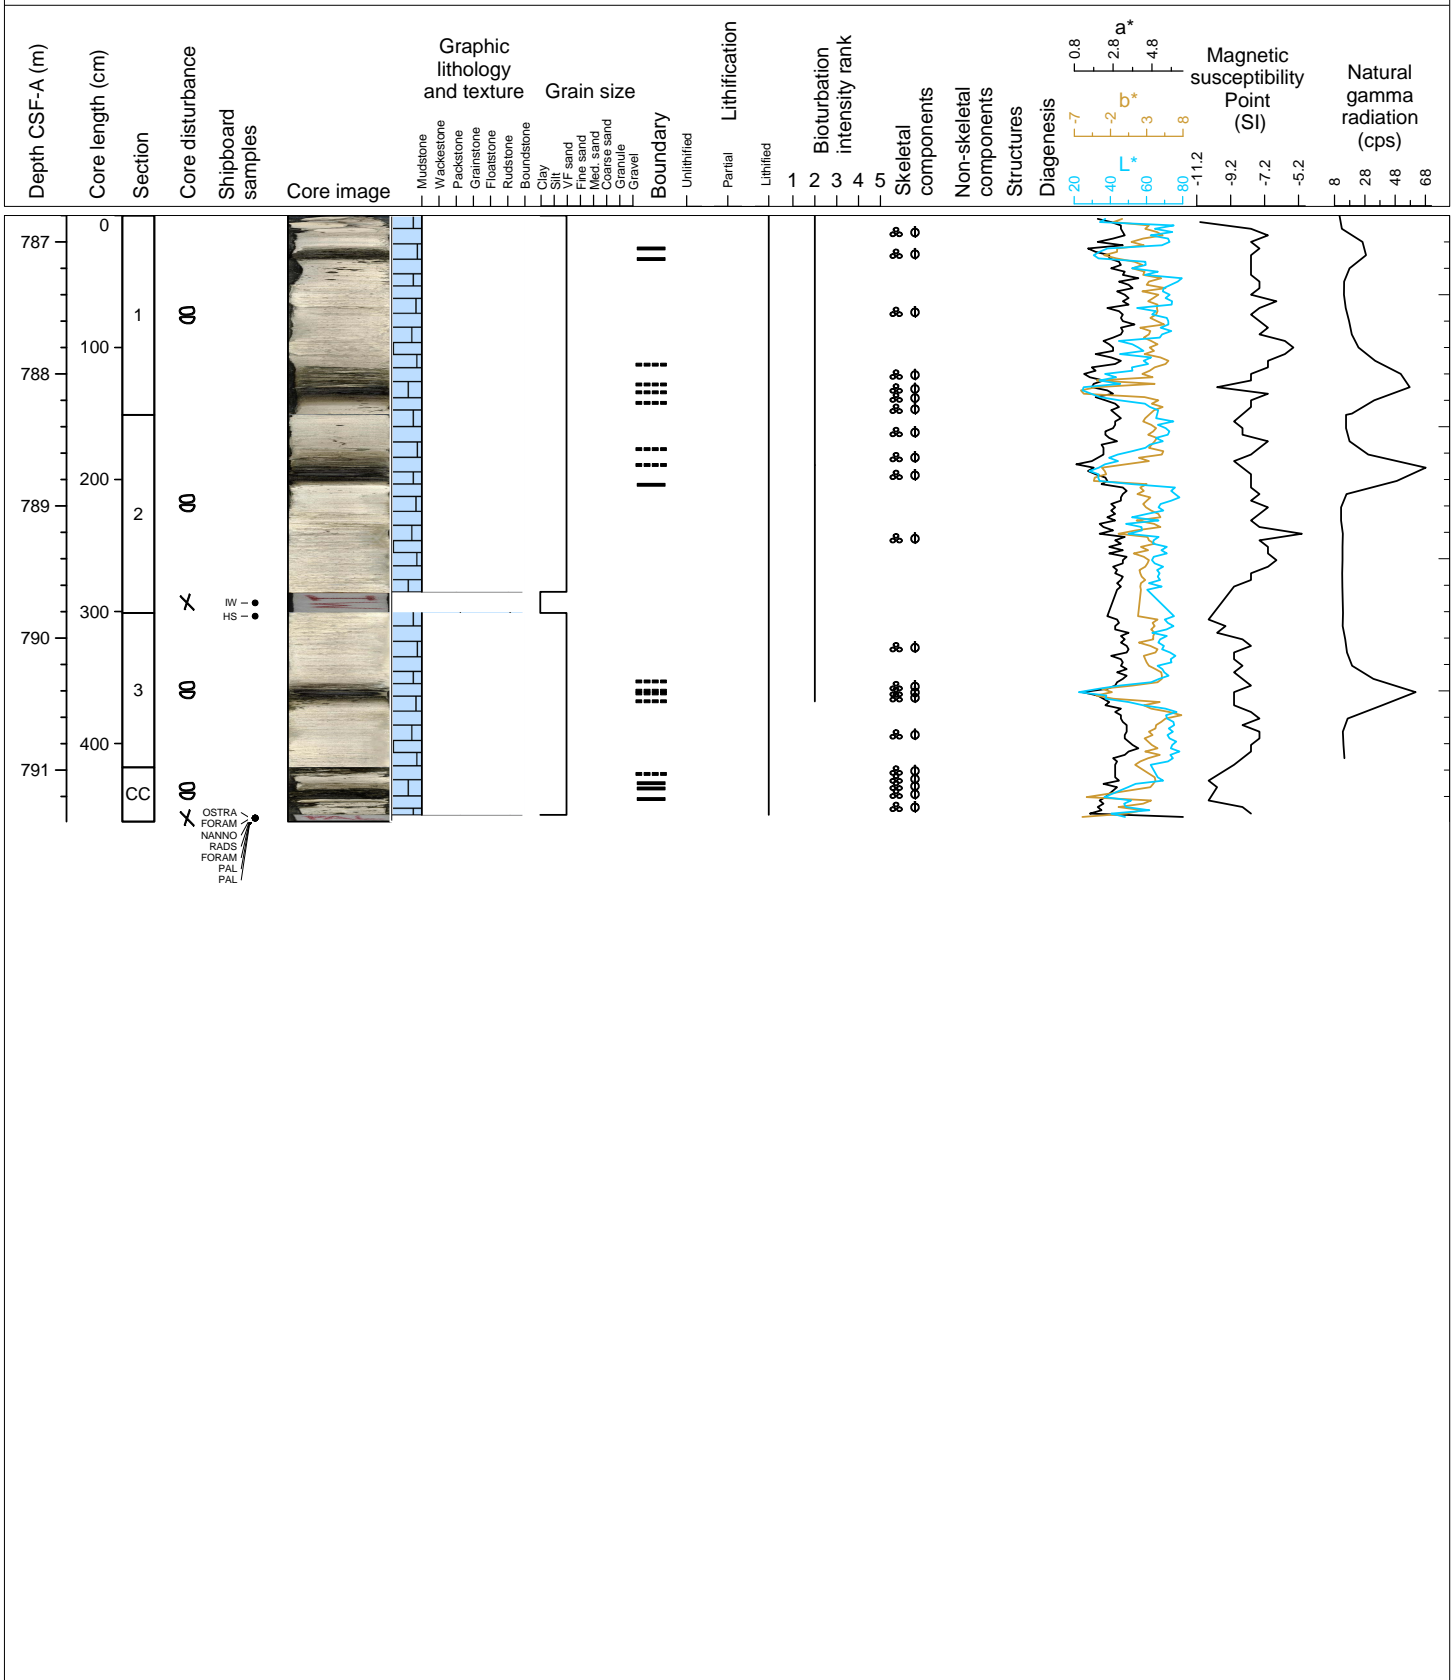 Depth CSF-A (m)
Core length (cm)
Section
Core disturbance
Shipboard
samples
Core image
Graphic
lithology
and texture
Mudstone
Wackestone
Packstone
Grainstone
Floatstone
Rudstone
Boundstone
Grain size
Clay
Silt
VF sand
Fine sand
Med. sand
Coarse sand
Granule
Gravel
Boundary
Lithification
Unlithified
Partial
Lithified
Bioturbation
intensity rank
1 2 3 4 5
Skeletal
components
Non-skeletal
components
Structures
Diagenesis
a*
0.8 2.8 4.8
b*
-7 -2 3 8
L*
20 40 60 80
Magnetic
susceptibility
Point
(SI)
-11.2 -9.2 -7.2 -5.2
Natural
gamma
radiation
(cps)
8 28 48 68
0
787
1
100
788
200
789
2
IW
300
HS
790
3
400
791
CC
OSTRA
FORAM
NANNO
RADS
FORAM
PAL
PAL